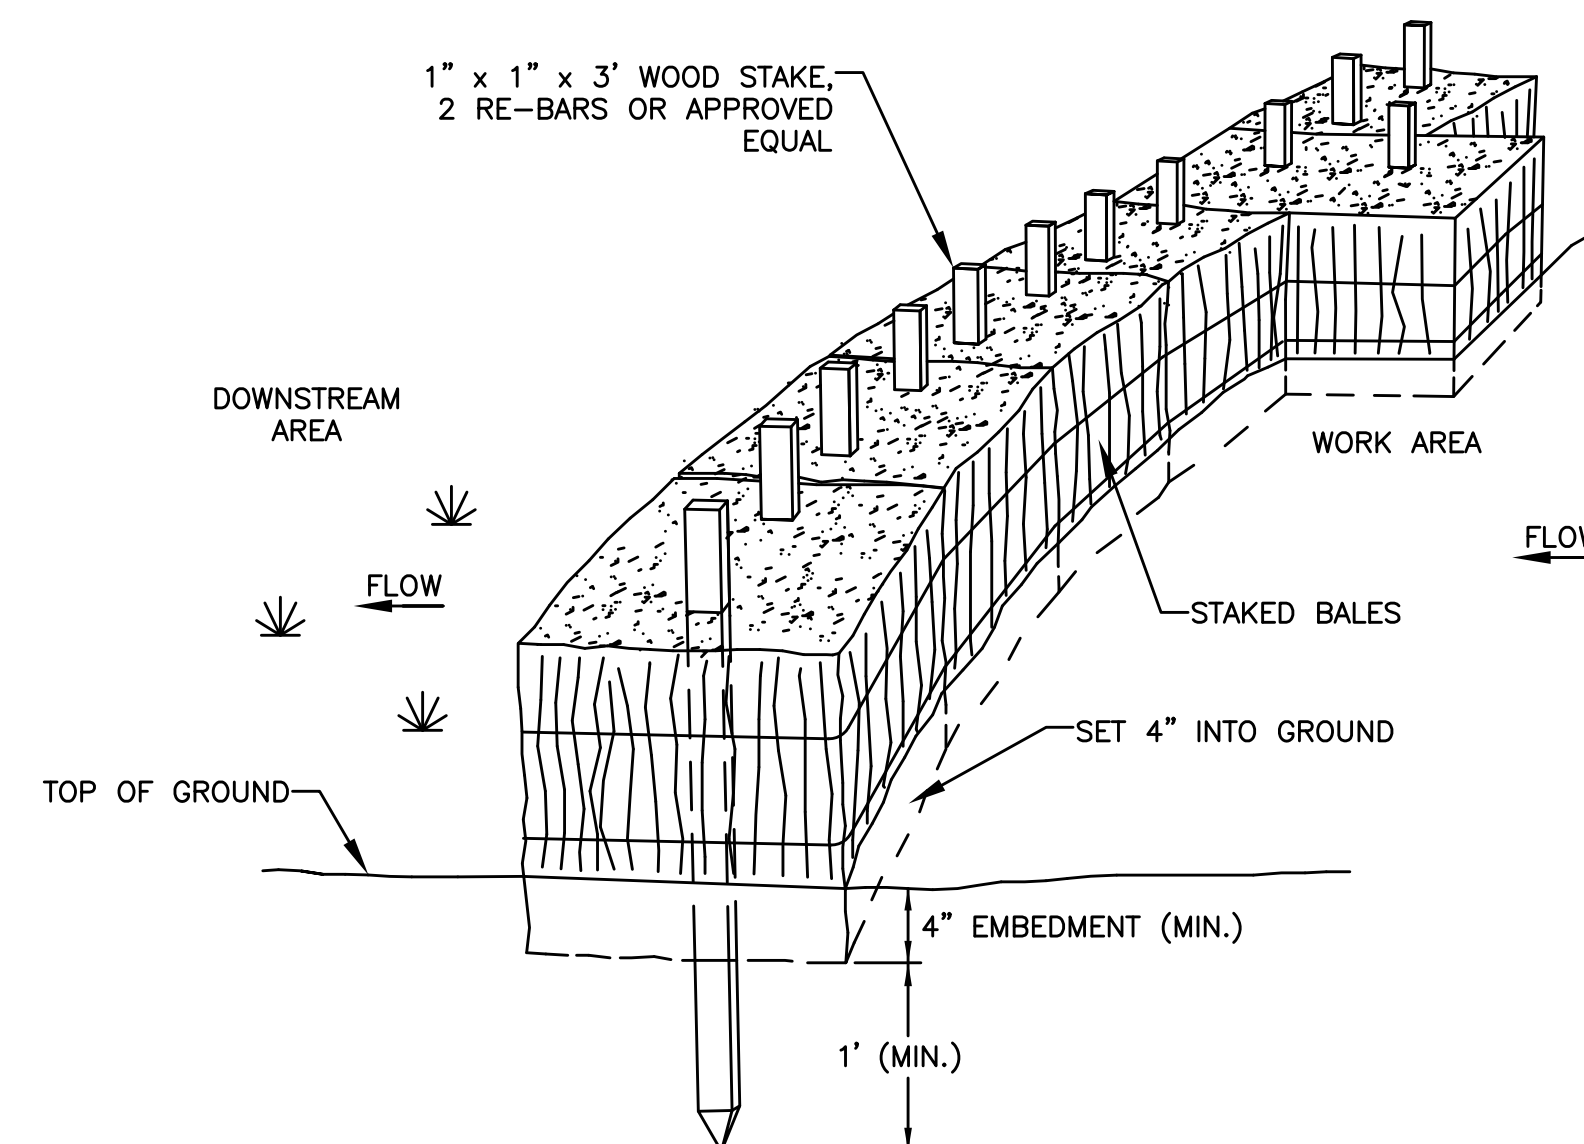 1” x 1” x 3’ WOOD STAKE,
2 RE-BARS OR APPROVED
EQUAL
DOWNSTREAM
AREA
WORK AREA
FLOW
FLOW
STAKED BALES
SET 4” INTO GROUND
TOP OF GROUND
4” EMBEDMENT (MIN.)
1’ (MIN.)